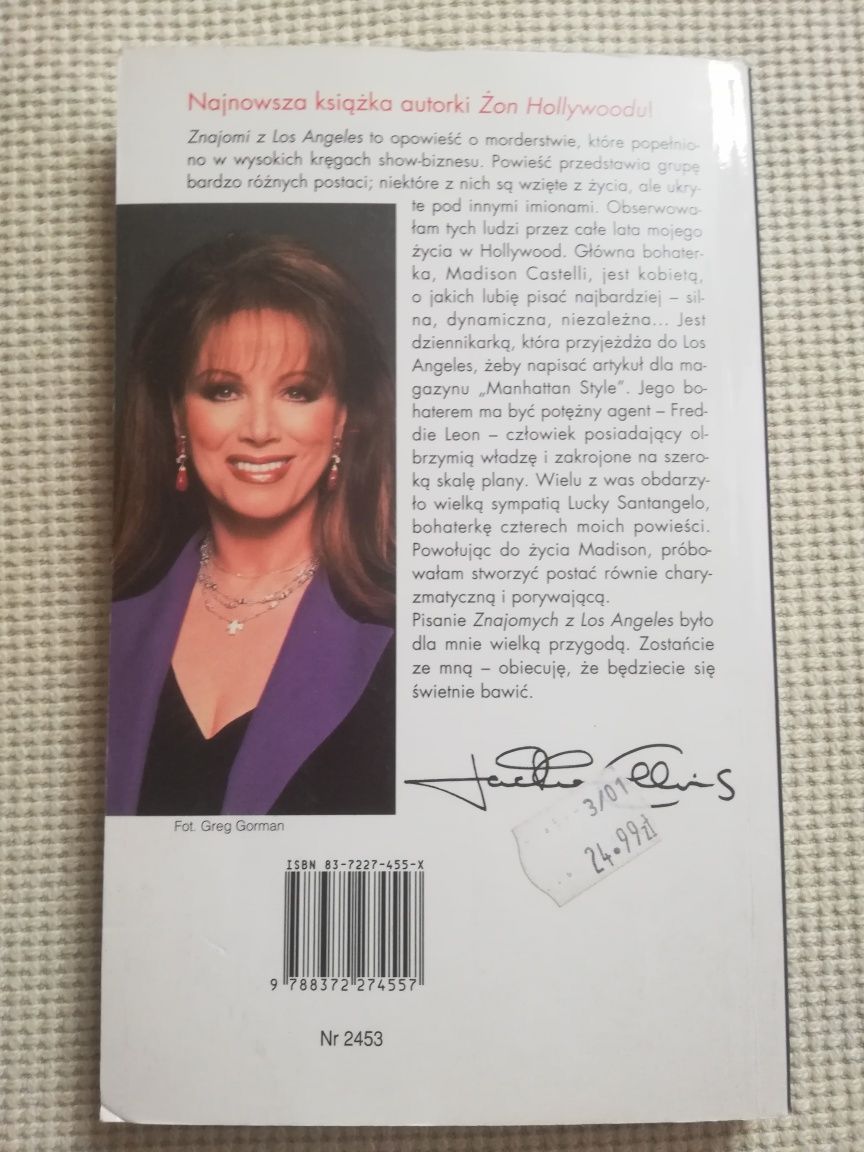 Najnowsza książka autorki Żon Hollywoodu!
Znajomi z Los Angeles to opowieść o morderstwie, które popełnio-
no w wysokich kręgach show-biznesu. Powieść przedstawia grupę
bardzo różnych postaci; niektóre z nich są wzięte z życia, ale ukry-
te pod innymi imionami. Obserwowa-
łam tych ludzi przez całe lata mojego
życia w Hollywood. Główna bohater-
ka, Madison Castelli, jest kobietą,
o jakich lubię pisać najbardziej – sil-
na, dynamiczna, niezależna... Jest
dziennikarką, która przyjeżdża do Los
Angeles, żeby napisać artykuł dla ma-
gazynu „Manhattan Style". Jego bo-
haterem ma być potężny agent – Fred-
die Leon – człowiek posiadający ol-
brzymią władzę i zakrojone na szero-
ką skalę plany. Wielu z was obdarzy-
ło wielką sympatią Lucky Santangelo,
bohaterkę czterech moich powieści.
Powołując do życia Madison, próbo-
wałam stworzyć postać równie chary-
zmatyczną i porywającą.
Pisanie Znajomych z Los Angeles było
dla mnie wielką przygodą. Zostańcie
ze mną – obiecuję, że będziecie się
świetnie bawić.
Jackie Collins
3/01
24.99zł
Fot. Greg Gorman
ISBN 83-7227-455-X
9 788372 274557
Nr 2453